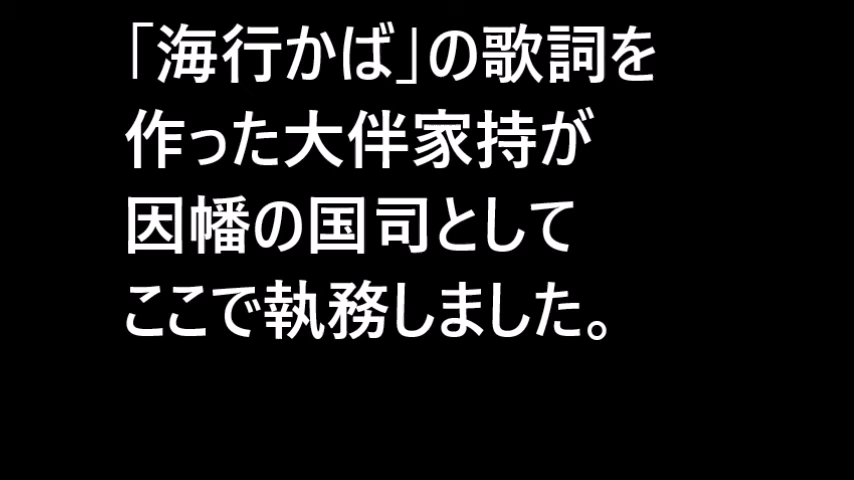 「海行かば」の歌詞を
作った大伴家持が
因幡の国司として
ここで執務しました。